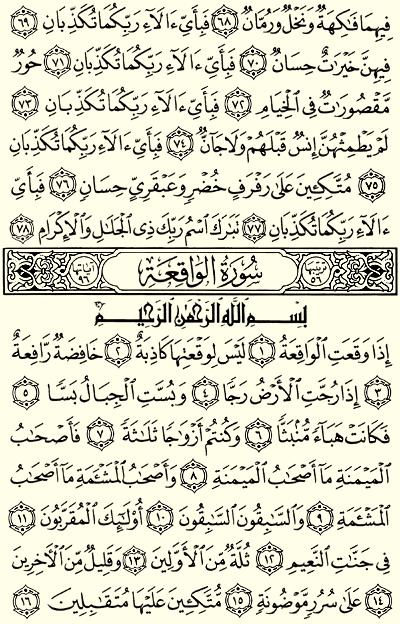 فِيهِمَا فَٰكِهَةٌ وَنَخْلٌ وَرُمَّانٌ ٦٨ فَبِأَيِّ ءَالَآءِ رَبِّكُمَا تُكَذِّبَانِ ٦٩
فِيهِنَّ خَيْرَٰتٌ حِسَانٌ ٧٠ فَبِأَيِّ ءَالَآءِ رَبِّكُمَا تُكَذِّبَانِ ٧١ حُورٌ
مَّقْصُورَٰتٌ فِى ٱلْخِيَامِ ٧٢ فَبِأَيِّ ءَالَآءِ رَبِّكُمَا تُكَذِّبَانِ ٧٣
لَمْ يَطْمِثْهُنَّ إِنسٌ قَبْلَهُمْ وَلَا جَآنٌّ ٧٤ فَبِأَيِّ ءَالَآءِ رَبِّكُمَا تُكَذِّبَانِ
٧٥ مُتَّكِـِٔينَ عَلَىٰ رَفْرَفٍ خُضْرٍ وَعَبْقَرِيٍّ حِسَانٍ ٧٦ فَبِأَيِّ
ءَالَآءِ رَبِّكُمَا تُكَذِّبَانِ ٧٧ تَبَٰرَكَ ٱسْمُ رَبِّكَ ذِى ٱلْجَلَٰلِ وَٱلْإِكْرَامِ ٧٨
ترتيبها ٥٦ سُورَةُ الوَاقِعَةِ آياتها ٩٦
بِسْمِ ٱللَّهِ ٱلرَّحْمَٰنِ ٱلرَّحِيمِ
إِذَا وَقَعَتِ ٱلْوَاقِعَةُ ١ لَيْسَ لِوَقْعَتِهَا كَاذِبَةٌ ٢ خَافِضَةٌ رَّافِعَةٌ
٣ إِذَا رُجَّتِ ٱلْأَرْضُ رَجًّا ٤ وَبُسَّتِ ٱلْجِبَالُ بَسًّا ٥
فَكَانَتْ هَبَآءً مُّنۢبَثًّا ٦ وَكُنتُمْ أَزْوَٰجًا ثَلَٰثَةً ٧ فَأَصْحَٰبُ
ٱلْمَيْمَنَةِ مَآ أَصْحَٰبُ ٱلْمَيْمَنَةِ ٨ وَأَصْحَٰبُ ٱلْمَشْـَٔمَةِ مَآ أَصْحَٰبُ
ٱلْمَشْـَٔمَةِ ٩ وَٱلسَّٰبِقُونَ ٱلسَّٰبِقُونَ ١٠ أُو۟لَٰٓئِكَ ٱلْمُقَرَّبُونَ ١١
فِى جَنَّٰتِ ٱلنَّعِيمِ ١٢ ثُلَّةٌ مِّنَ ٱلْأَوَّلِينَ ١٣ وَقَلِيلٌ مِّنَ ٱلْءَاخِرِينَ
١٤ عَلَىٰ سُرُرٍ مَّوْضُونَةٍ ١٥ مُّتَّكِـِٔينَ عَلَيْهَا مُتَقَٰبِلِينَ ١٦